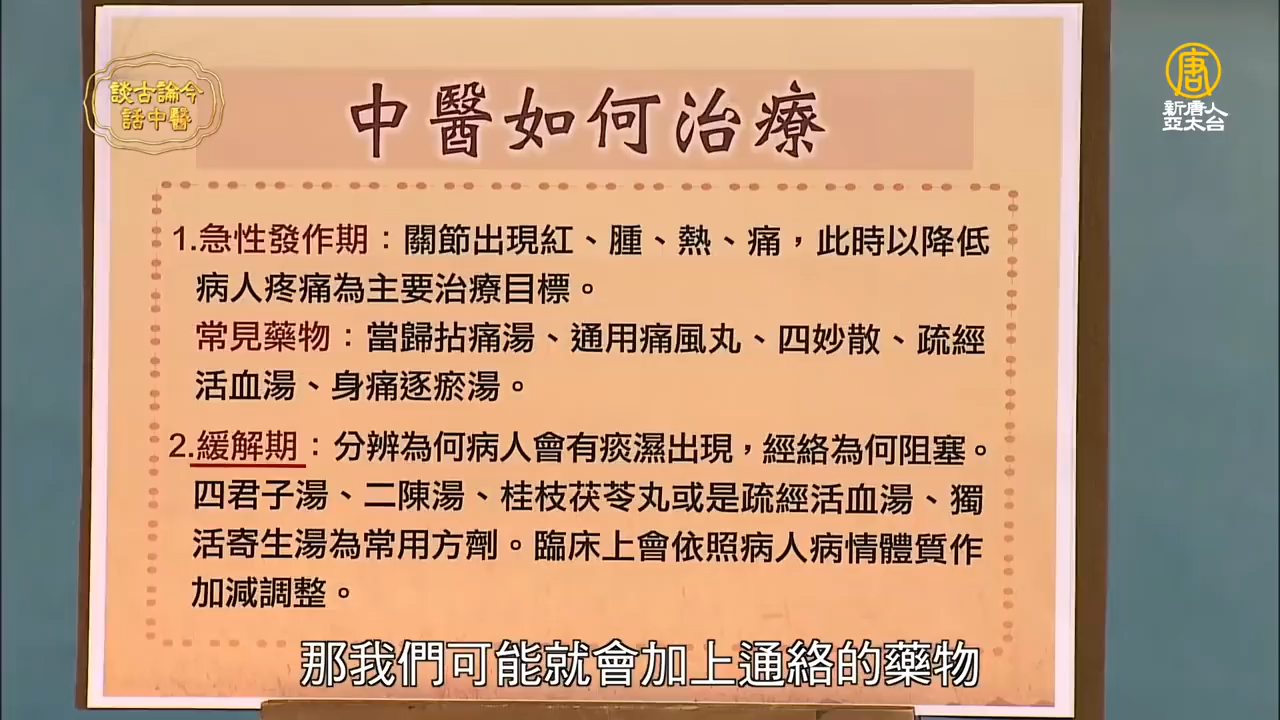 談古論今
話中醫
唐
新唐人
亞太台
中醫如何治療
1.急性發作期：關節出現紅、腫、熱、痛，此時以降低
病人疼痛為主要治療目標。
常見藥物：當歸拈痛湯、通用痛風丸、四妙散、疏經
活血湯、身痛逐瘀湯。
2.緩解期：分辨為何病人會有痰濕出現，經絡為何阻塞。
四君子湯、二陳湯、桂枝茯苓丸或是疏經活血湯、獨
活寄生湯為常用方劑。臨床上會依照病人病情體質作
加減調整。
那我們可能就會加上通絡的藥物